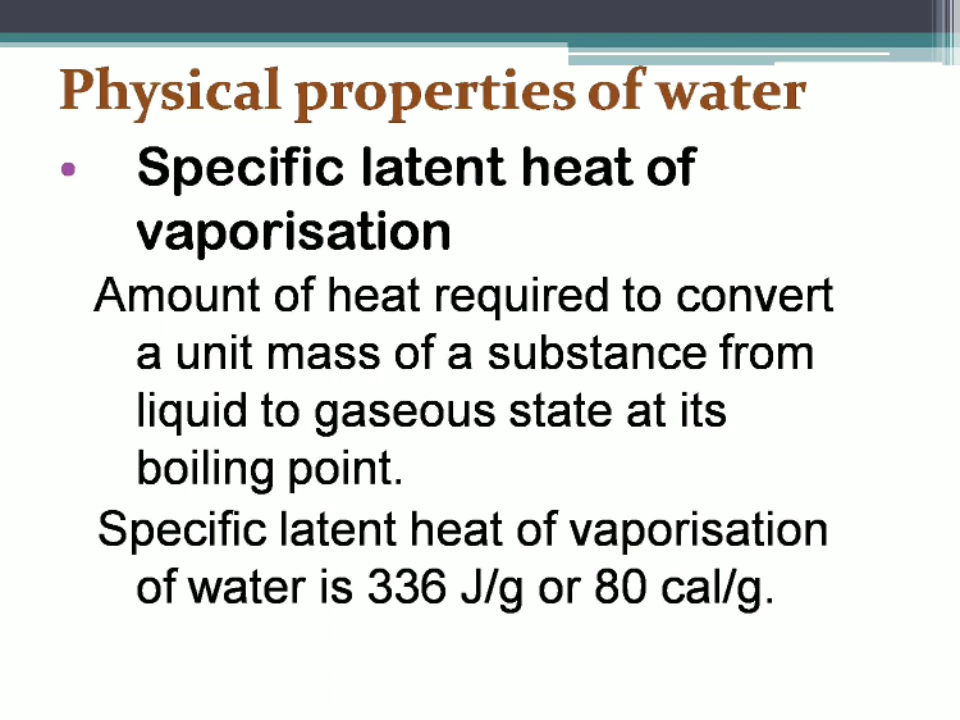 Physical properties of water
• Specific latent heat of
vaporisation
Amount of heat required to convert
a unit mass of a substance from
liquid to gaseous state at its
boiling point.
Specific latent heat of vaporisation
of water is 336 J/g or 80 cal/g.